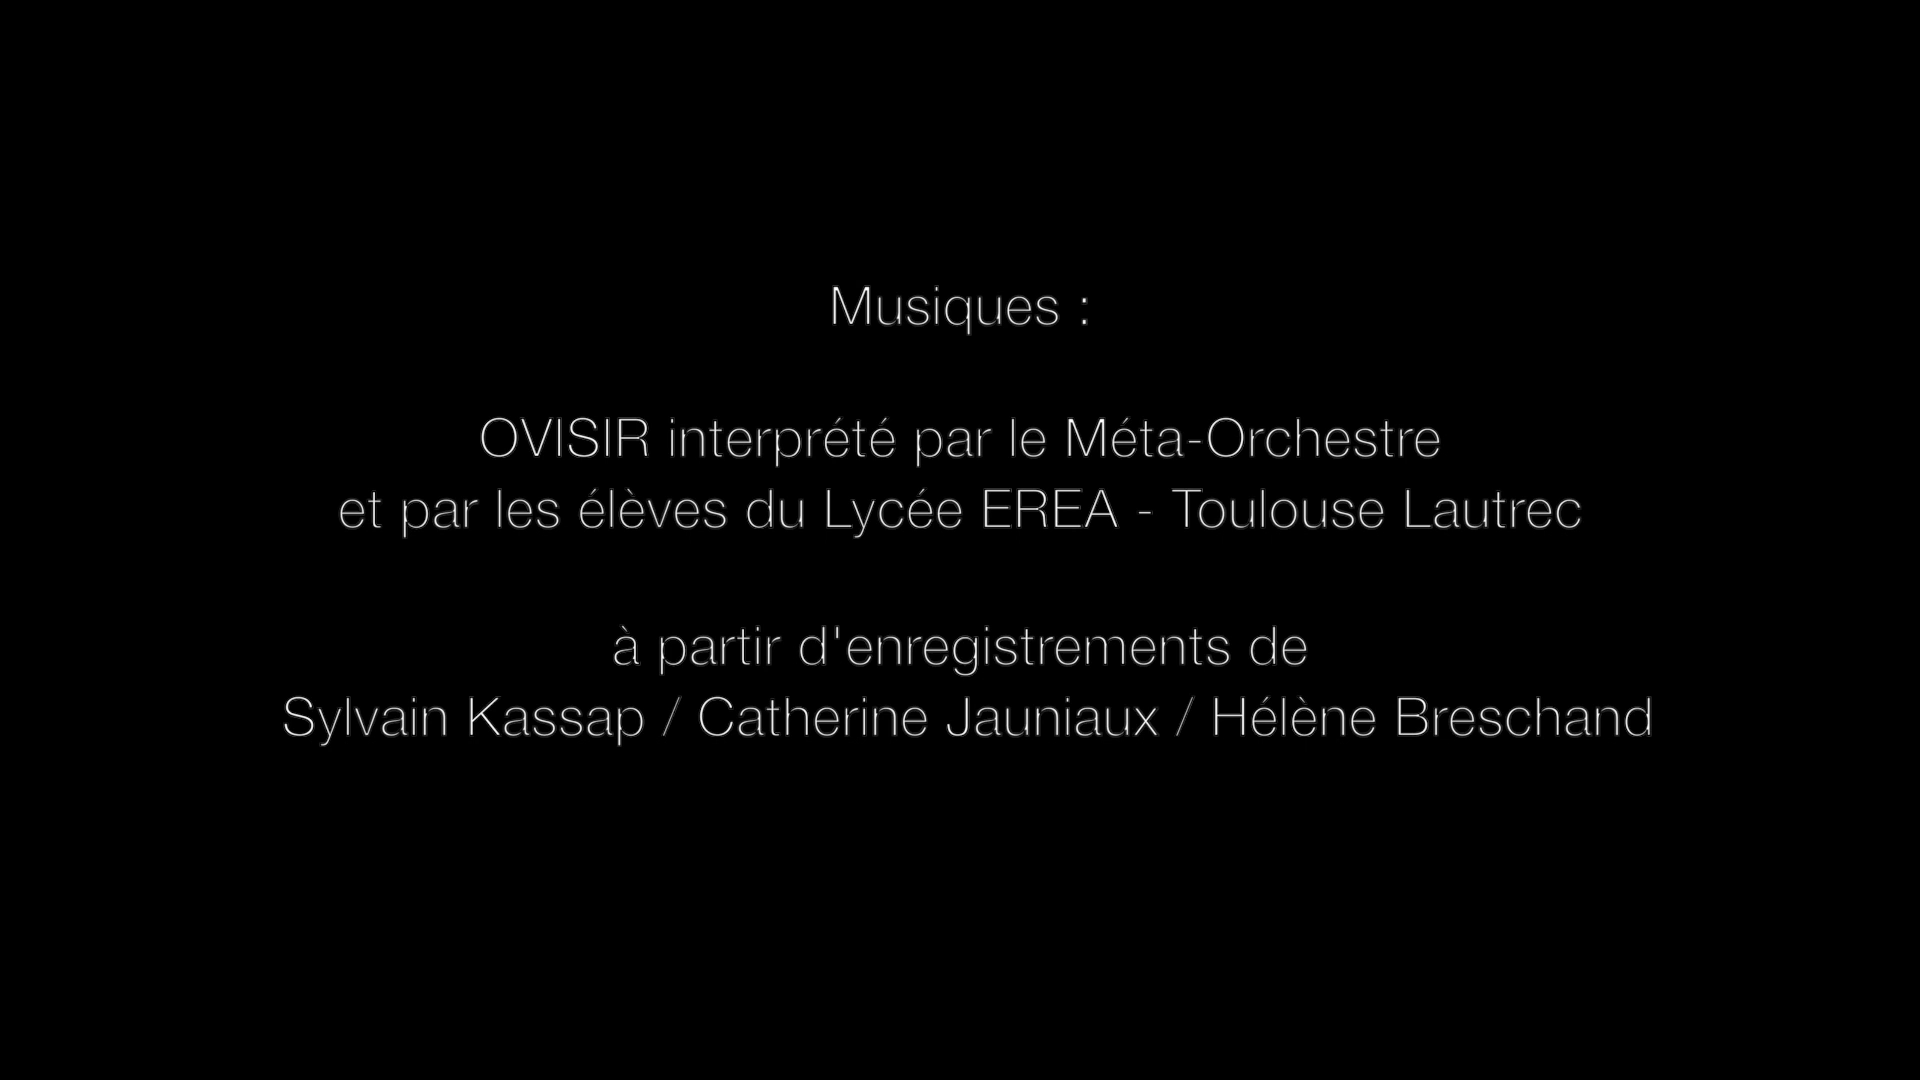 Musiques :
OVISIR interprété par le Méta-Orchestre
et par les élèves du Lycée EREA - Toulouse Lautrec
à partir d'enregistrements de
Sylvain Kassap / Catherine Jauniaux / Hélène Breschand